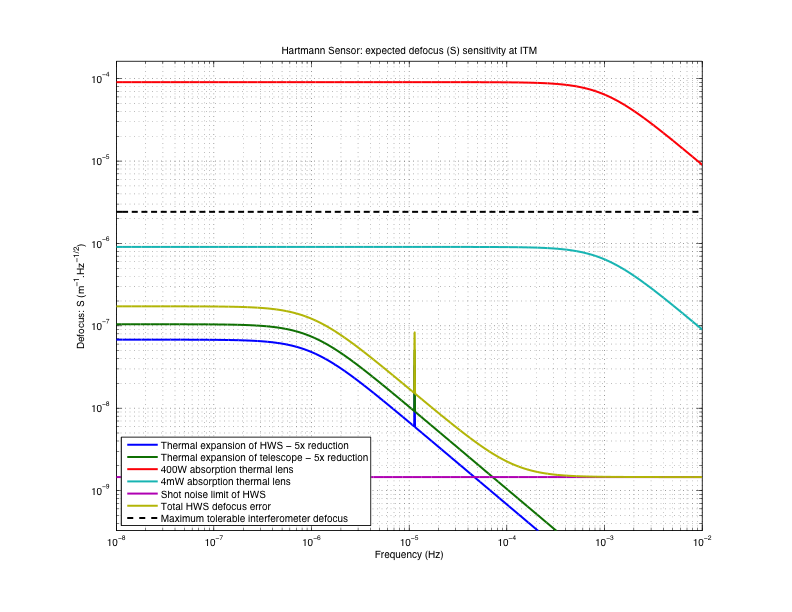 Hartmann Sensor: expected defocus (S) sensitivity at ITM
Defocus: S (m⁻¹.Hz⁻¹ᐟ²)
10⁻⁴
10⁻⁵
10⁻⁶
10⁻⁷
10⁻⁸
10⁻⁹
Thermal expansion of HWS – 5x reduction
Thermal expansion of telescope – 5x reduction
400W absorption thermal lens
4mW absorption thermal lens
Shot noise limit of HWS
Total HWS defocus error
Maximum tolerable interferometer defocus
10⁻⁸ 10⁻⁷ 10⁻⁶ 10⁻⁵ 10⁻⁴ 10⁻³ 10⁻²
Frequency (Hz)